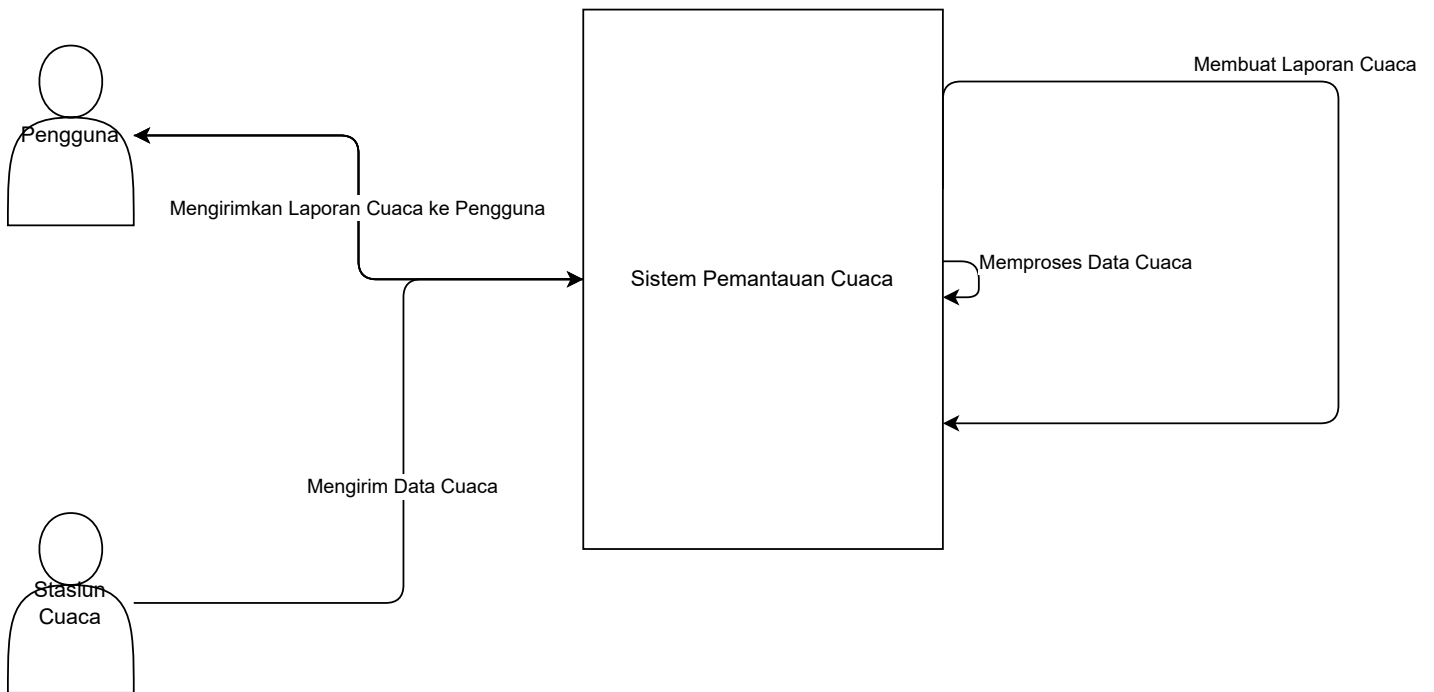 Membuat Laporan Cuaca
Pengguna
Mengirimkan Laporan Cuaca ke Pengguna
Memproses Data Cuaca
Sistem Pemantauan Cuaca
Mengirim Data Cuaca
Stasiun
Cuaca